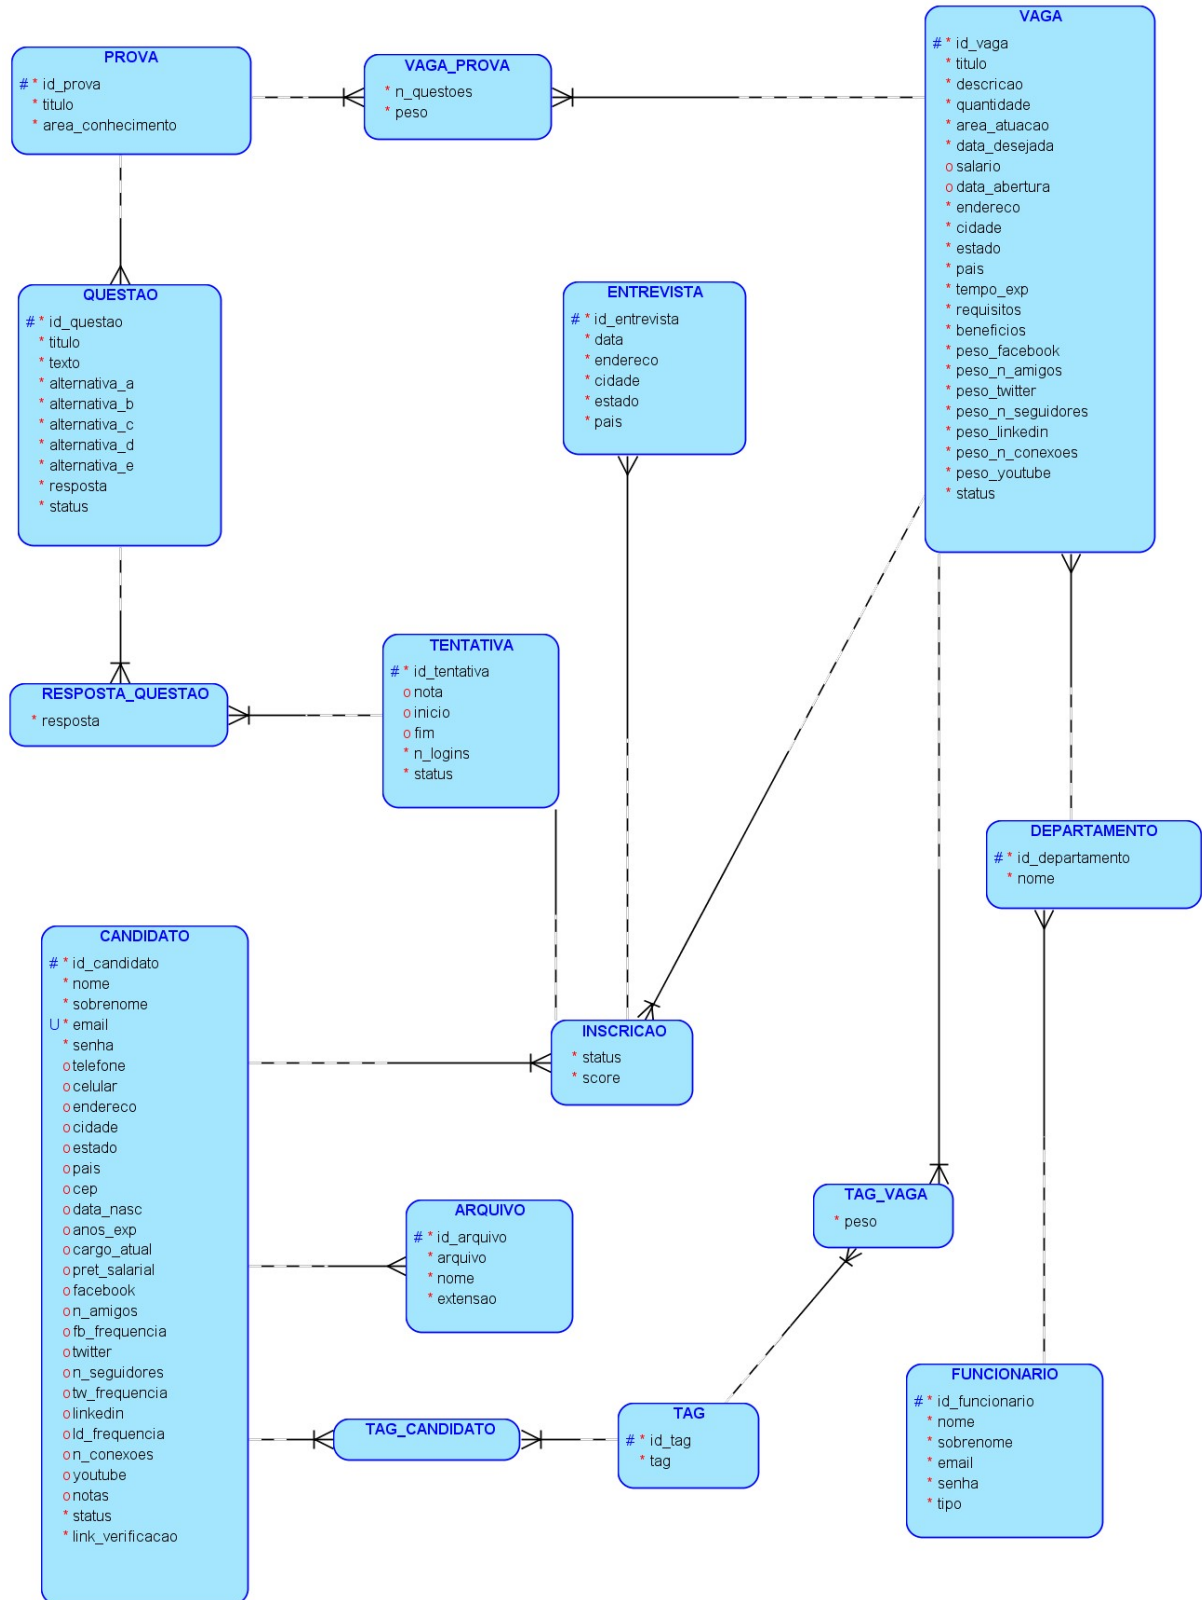 PROVA
# * id_prova
* titulo
* area_conhecimento
VAGA_PROVA
* n_questoes
* peso
VAGA
# * id_vaga
* titulo
* descricao
* quantidade
* area_atuacao
* data_desejada
o salario
o data_abertura
* endereco
* cidade
* estado
* pais
* tempo_exp
* requisitos
* beneficios
* peso_facebook
* peso_n_amigos
* peso_twitter
* peso_n_seguidores
* peso_linkedin
* peso_n_conexoes
* peso_youtube
* status
QUESTAO
# * id_questao
* titulo
* texto
* alternativa_a
* alternativa_b
* alternativa_c
* alternativa_d
* alternativa_e
* resposta
* status
ENTREVISTA
# * id_entrevista
* data
* endereco
* cidade
* estado
* pais
TENTATIVA
# * id_tentativa
o nota
o inicio
o fim
* n_logins
* status
RESPOSTA_QUESTAO
* resposta
DEPARTAMENTO
# * id_departamento
* nome
CANDIDATO
# * id_candidato
* nome
* sobrenome
U * email
* senha
o telefone
o celular
o endereco
o cidade
o estado
o pais
o cep
o data_nasc
o anos_exp
o cargo_atual
o pret_salarial
o facebook
o n_amigos
o fb_frequencia
o twitter
o n_seguidores
o tw_frequencia
o linkedin
o ld_frequencia
o n_conexoes
o youtube
o notas
* status
* link_verificacao
INSCRICAO
* status
* score
ARQUIVO
# * id_arquivo
* arquivo
* nome
* extensao
TAG_VAGA
* peso
TAG_CANDIDATO
TAG
# * id_tag
* tag
FUNCIONARIO
# * id_funcionario
* nome
* sobrenome
* email
* senha
* tipo